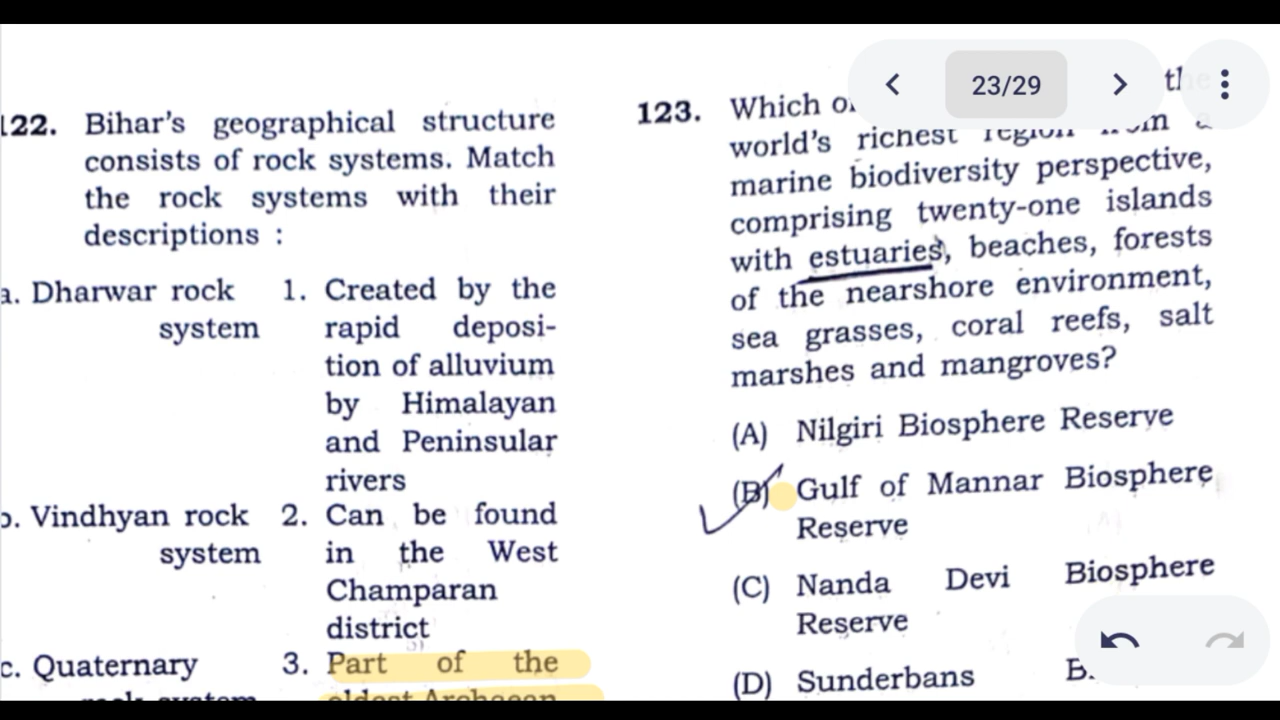 23/29
122. Bihar's geographical structure
consists of rock systems. Match
the rock systems with their
descriptions :
a. Dharwar rock
system
1. Created by the
rapid deposi-
tion of alluvium
by Himalayan
and Peninsular
rivers
b. Vindhyan rock
system
2. Can be found
in the West
Champaran
district
c. Quaternary
3. Part of the
oldest Archaean
123. Which
world's richest region from a
marine biodiversity perspective,
comprising twenty-one islands
with estuaries, beaches, forests
of the nearshore environment,
sea grasses, coral reefs, salt
marshes and mangroves?
(A) Nilgiri Biosphere Reserve
(B) Gulf of Mannar Biosphere
Reserve
(C) Nanda Devi Biosphere
Reserve
(D) Sunderbans